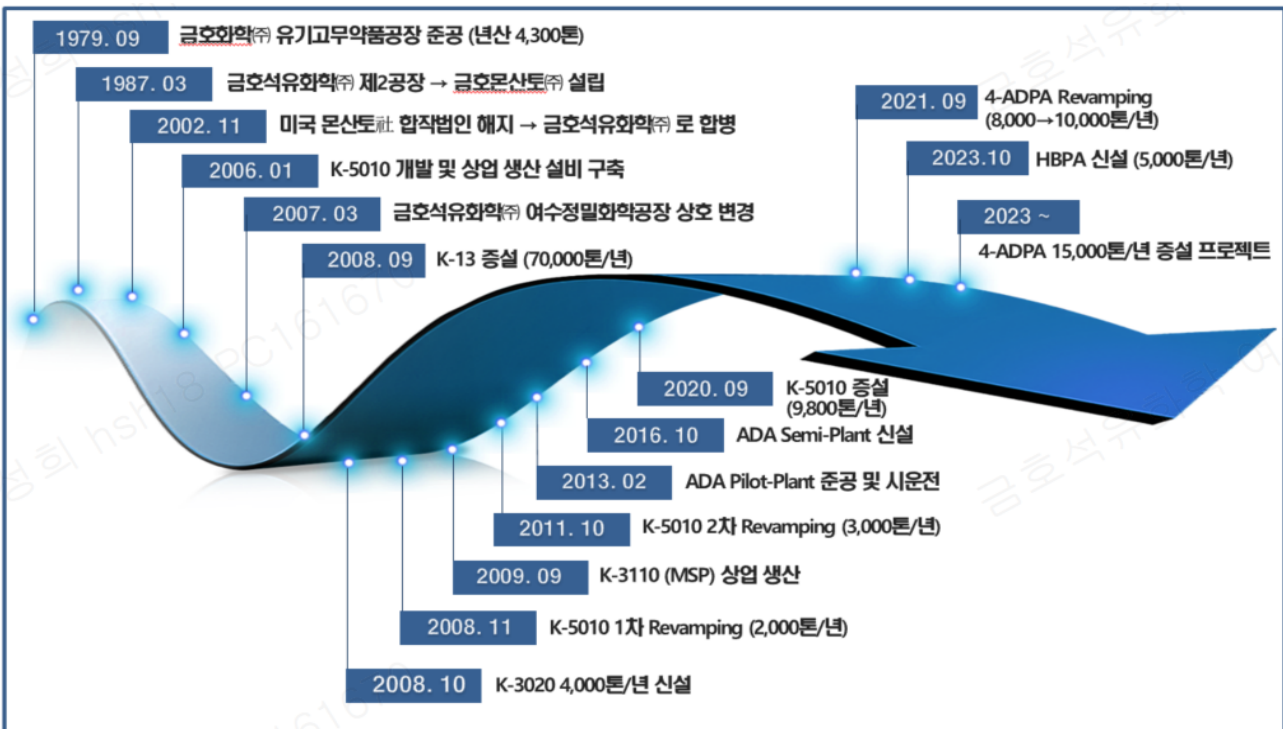 1979. 09 금호화학㈜ 유기고무약품공장 준공 (년산 4,300톤)
1987. 03 금호석유화학㈜ 제2공장 → 금호몬산토㈜ 설립
2002. 11 미국 몬산토社 합작법인 해지 → 금호석유화학㈜ 로 합병
2006. 01 K-5010 개발 및 상업 생산 설비 구축
2007. 03 금호석유화학㈜ 여수정밀화학공장 상호 변경
2008. 09 K-13 증설 (70,000톤/년)
2008. 10 K-3020 4,000톤/년 신설
2008. 11 K-5010 1차 Revamping (2,000톤/년)
2009. 09 K-3110 (MSP) 상업 생산
2011. 10 K-5010 2차 Revamping (3,000톤/년)
2013. 02 ADA Pilot-Plant 준공 및 시운전
2016. 10 ADA Semi-Plant 신설
2020. 09 K-5010 증설
(9,800톤/년)
2021. 09 4-ADPA Revamping
(8,000→10,000톤/년)
2023.10 HBPA 신설 (5,000톤/년)
2023 ~
4-ADPA 15,000톤/년 증설 프로젝트